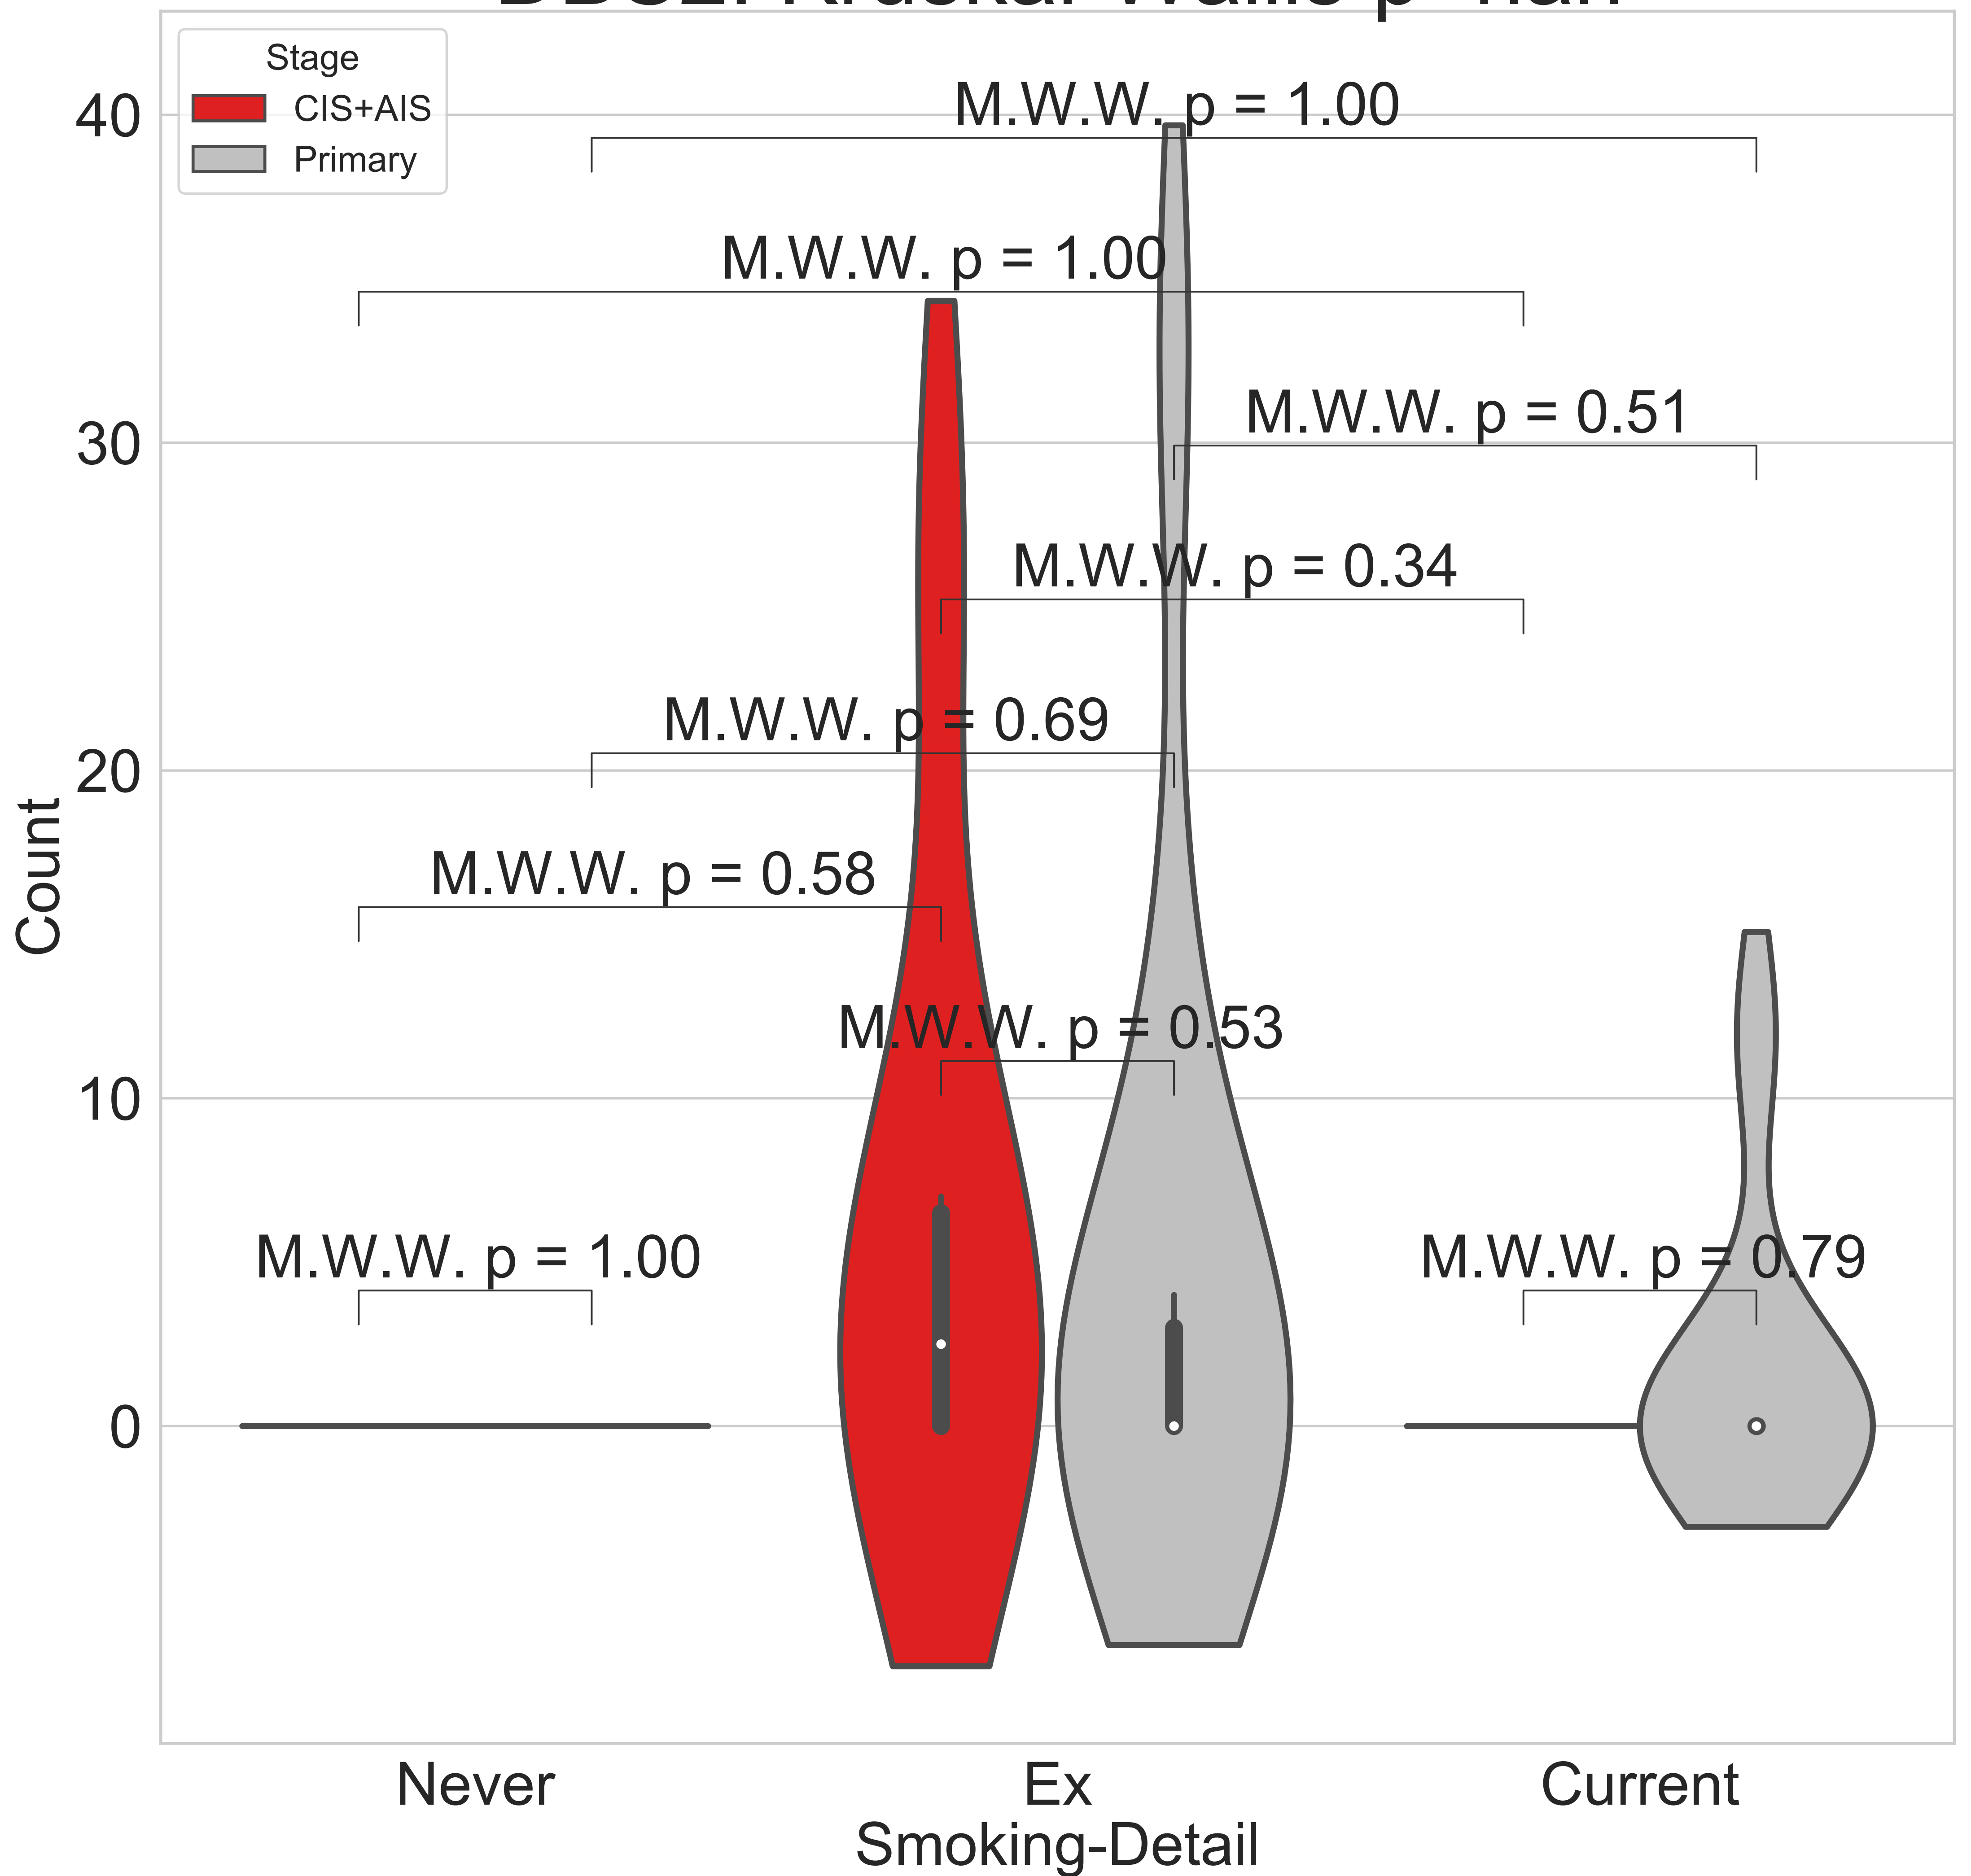 Stage
CIS+AIS
Primary
M.W.W. p = 1.00
M.W.W. p = 1.00
M.W.W. p = 0.51
M.W.W. p = 0.34
M.W.W. p = 0.69
M.W.W. p = 0.58
M.W.W. p = 0.53
M.W.W. p = 1.00
M.W.W. p = 0.79
40
30
20
10
0
Count
Never
Ex
Current
Smoking-Detail